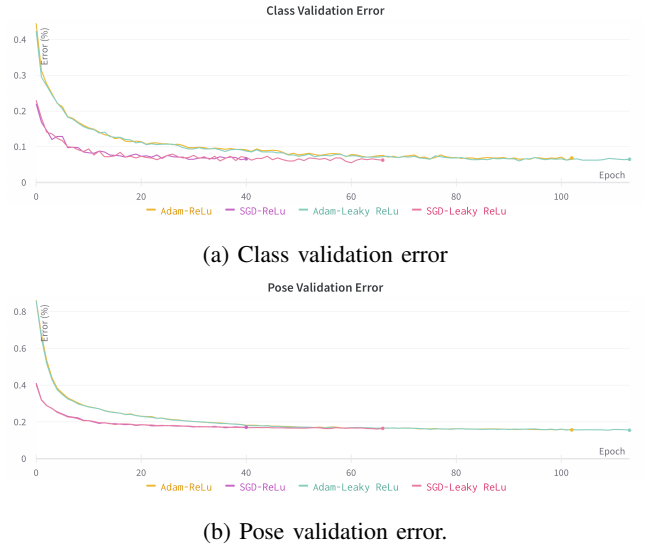 Class Validation Error
Error (%)
0.4
0.3
0.2
0.1
0
0 20 40 60 80 100
Epoch
Adam-ReLu SGD-ReLu Adam-Leaky ReLu SGD-Leaky ReLu
(a) Class validation error
Pose Validation Error
Error (%)
0.8
0.6
0.4
0.2
0
0 20 40 60 80 100
Epoch
Adam-ReLu SGD-ReLu Adam-Leaky ReLu SGD-Leaky ReLu
(b) Pose validation error.